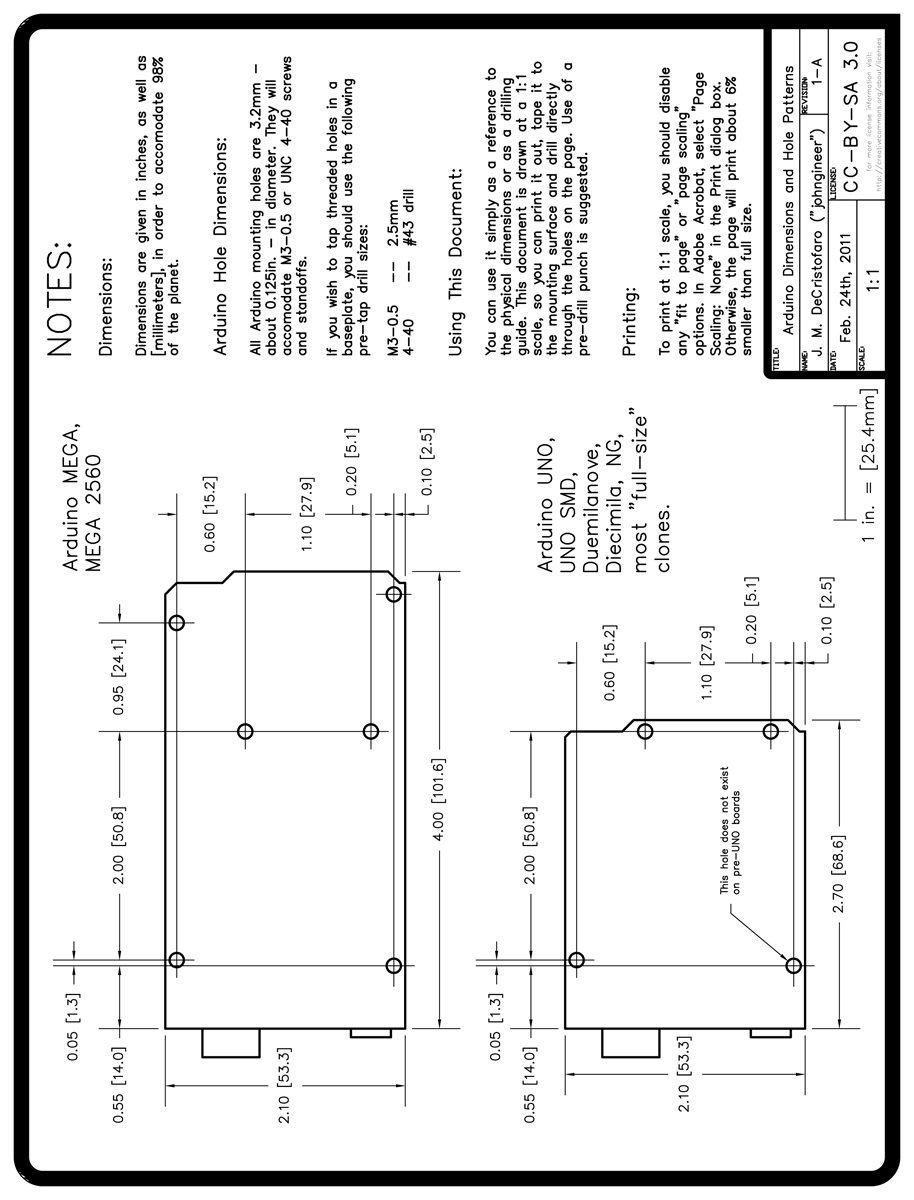 NOTES:
Dimensions:
Dimensions are given in inches, as well as
[millimeters], in order to accomodate 98%
of the planet.
Arduino Hole Dimensions:
All Arduino mounting holes are 3.2mm –
about 0.125in. – in diameter. They will
accomodate M3–0.5 or UNC 4–40 screws
and standoffs.
If you wish to tap threaded holes in a
baseplate, you should use the following
pre–tap drill sizes:
M3–0.5 –– 2.5mm
4–40 –– #43 drill
Using This Document:
You can use it simply as a reference to
the physical dimensions or as a drilling
guide. This document is drawn at a 1:1
scale, so you can print it out, tape it to
the mounting surface and drill directly
through the holes on the page. Use of a
pre–drill punch is suggested.
Printing:
To print at 1:1 scale, you should disable
any "fit to page" or "page scaling"
options. In Adobe Acrobat, select "Page
Scaling: None" in the Print dialog box.
Otherwise, the page will print about 6%
smaller than full size.
TITLE:
Arduino Dimensions and Hole Patterns
NAME:
J. M. DeCristofaro ("johngineer")
REVISION:
1–A
DATE:
Feb. 24th, 2011
LICENSE:
CC–BY–SA 3.0
for more license information visit:
http://creativecommons.org/about/licenses
SCALE:
1:1
Arduino MEGA,
MEGA 2560
0.05 [1.3]
0.55 [14.0]
2.00 [50.8]
0.95 [24.1]
0.60 [15.2]
1.10 [27.9]
0.20 [5.1]
0.10 [2.5]
2.10 [53.3]
4.00 [101.6]
Arduino UNO,
UNO SMD,
Duemilanove,
Diecimila, NG,
most "full–size"
clones.
0.05 [1.3]
0.55 [14.0]
2.00 [50.8]
0.60 [15.2]
1.10 [27.9]
0.20 [5.1]
0.10 [2.5]
This hole does not exist
on pre–UNO boards
2.10 [53.3]
2.70 [68.6]
1 in. = [25.4mm]